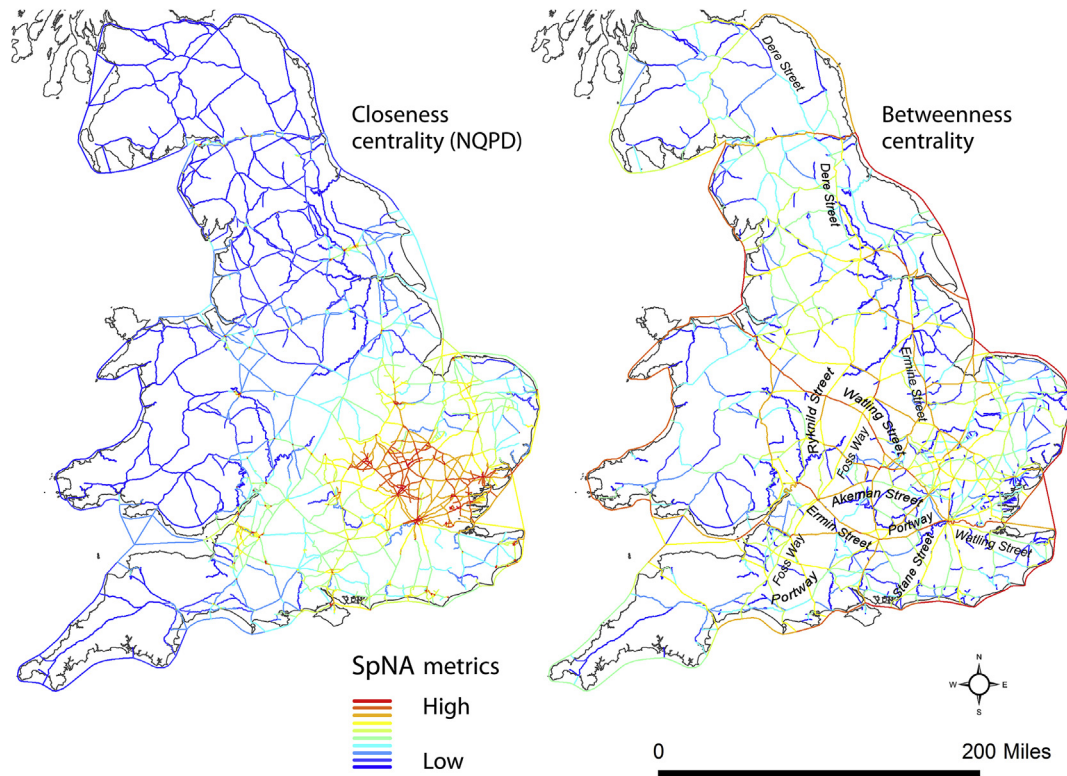 Closeness
centrality (NQPD)
Betweenness
centrality
Dere Street
Dere Street
Ermine Street
Ryknild Street
Watling Street
Foss Way
Akeman Street
Ermin Street
Portway
Watling Street
Stane Street
Foss Way
Portway
SpNA metrics
High
Low
N
W E
S
0 200 Miles